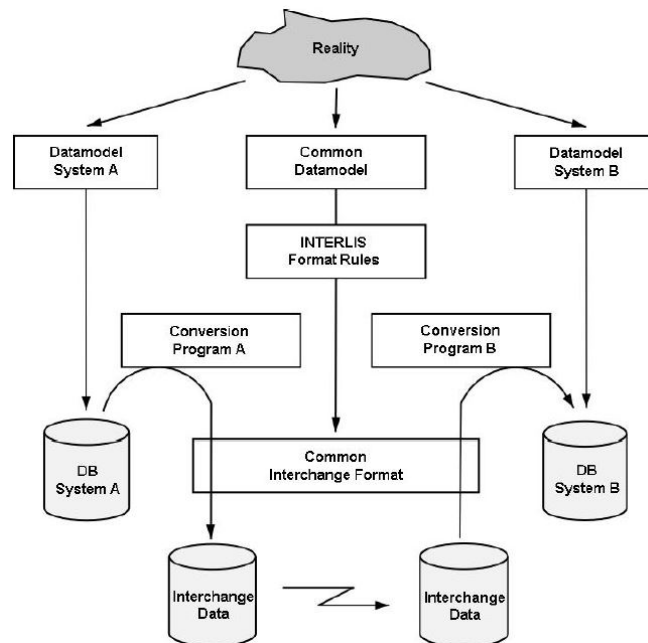 Reality
Datamodel
System A
Common
Datamodel
Datamodel
System B
INTERLIS
Format Rules
Conversion
Program A
Conversion
Program B
DB
System A
Common
Interchange Format
DB
System B
Interchange
Data
Interchange
Data